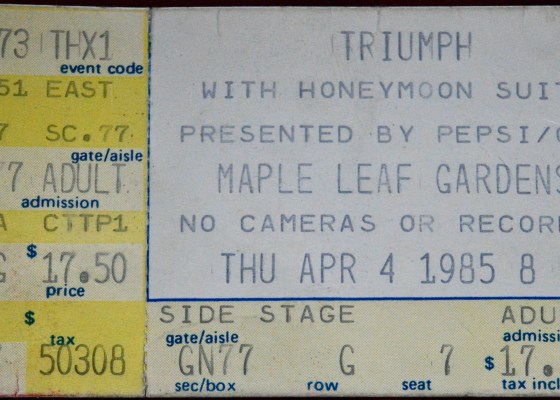 73 THX1
event code
51 EAST
7 SC.77
gate/aisle
77 ADULT
admission
A CTTP1
$
G 17.50
price
$
tax
50308
TRIUMPH
WITH HONEYMOON SUIT
PRESENTED BY PEPSI/
MAPLE LEAF GARDENS
NO CAMERAS OR RECOR
THU APR 4 1985 8
SIDE STAGE ADU
gate/aisle admissi
GN77 G 7 $17.
sec/box row seat tax incl